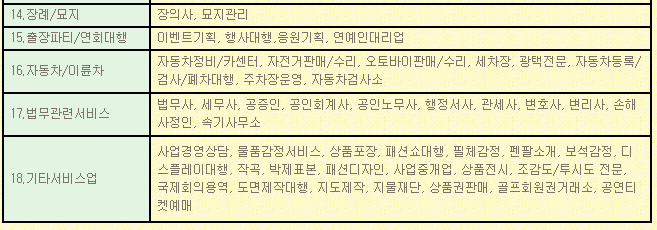 14.장례/묘지
장의사, 묘지관리
15.출장파티/연회대행
이벤트기획, 행사대행,응원기획, 연예인대리업
16.자동차/이륜차
자동차정비/카센터, 자전거판매/수리, 오토바이판매/수리, 세차장, 광택전문, 자동차등록/
검사/폐차대행, 주차장운영, 자동차검사소
17.법무관련서비스
법무사, 세무사, 공증인, 공인회계사, 공인노무사, 행정서사, 관세사, 변호사, 변리사, 손해
사정인, 속기사무소
18.기타서비스업
사업경영상담, 물품감정서비스, 상품포장, 패션쇼대행, 필체감정, 펜팔소개, 보석감정, 디
스플레이대행, 작곡, 박제표본, 패션디자인, 사업중개업, 상품전시, 조감도/투시도 전문,
국제회의용역, 도면제작대행, 지도제작, 지물재단, 상품권판매, 골프회원권거래소, 공연티
켓예매